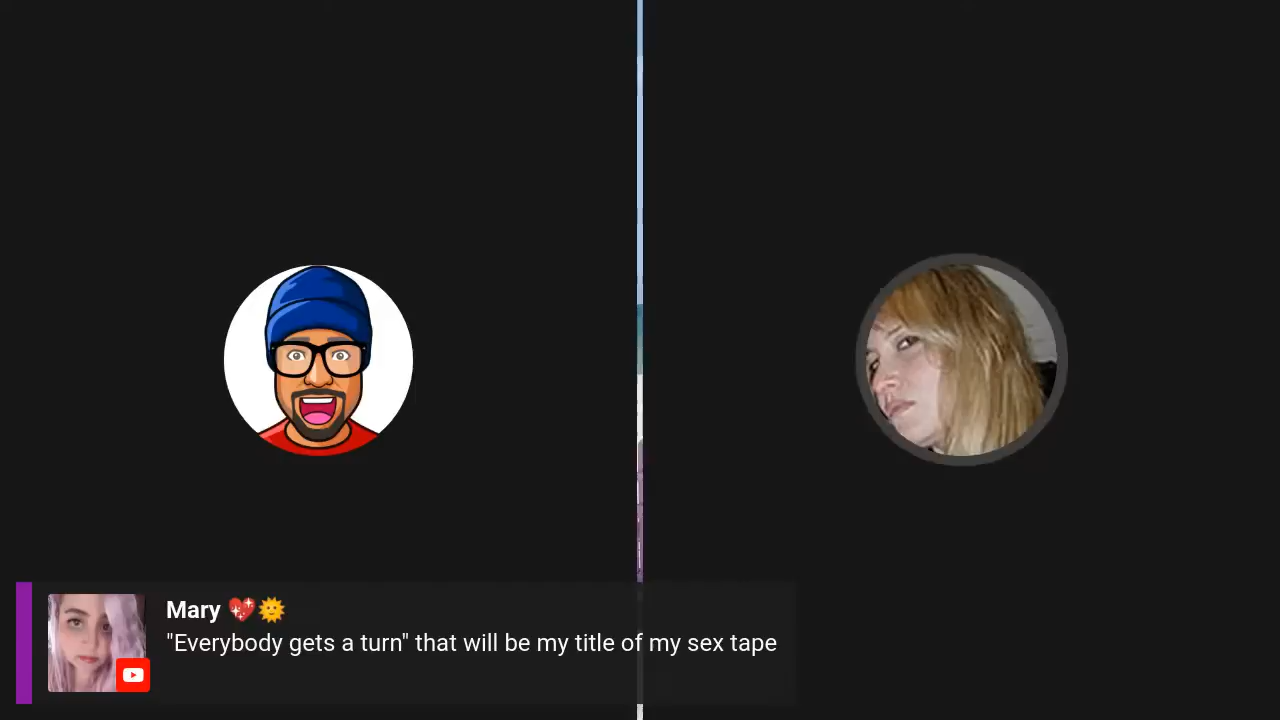 Mary 💖🌞
"Everybody gets a turn" that will be my title of my sex tape